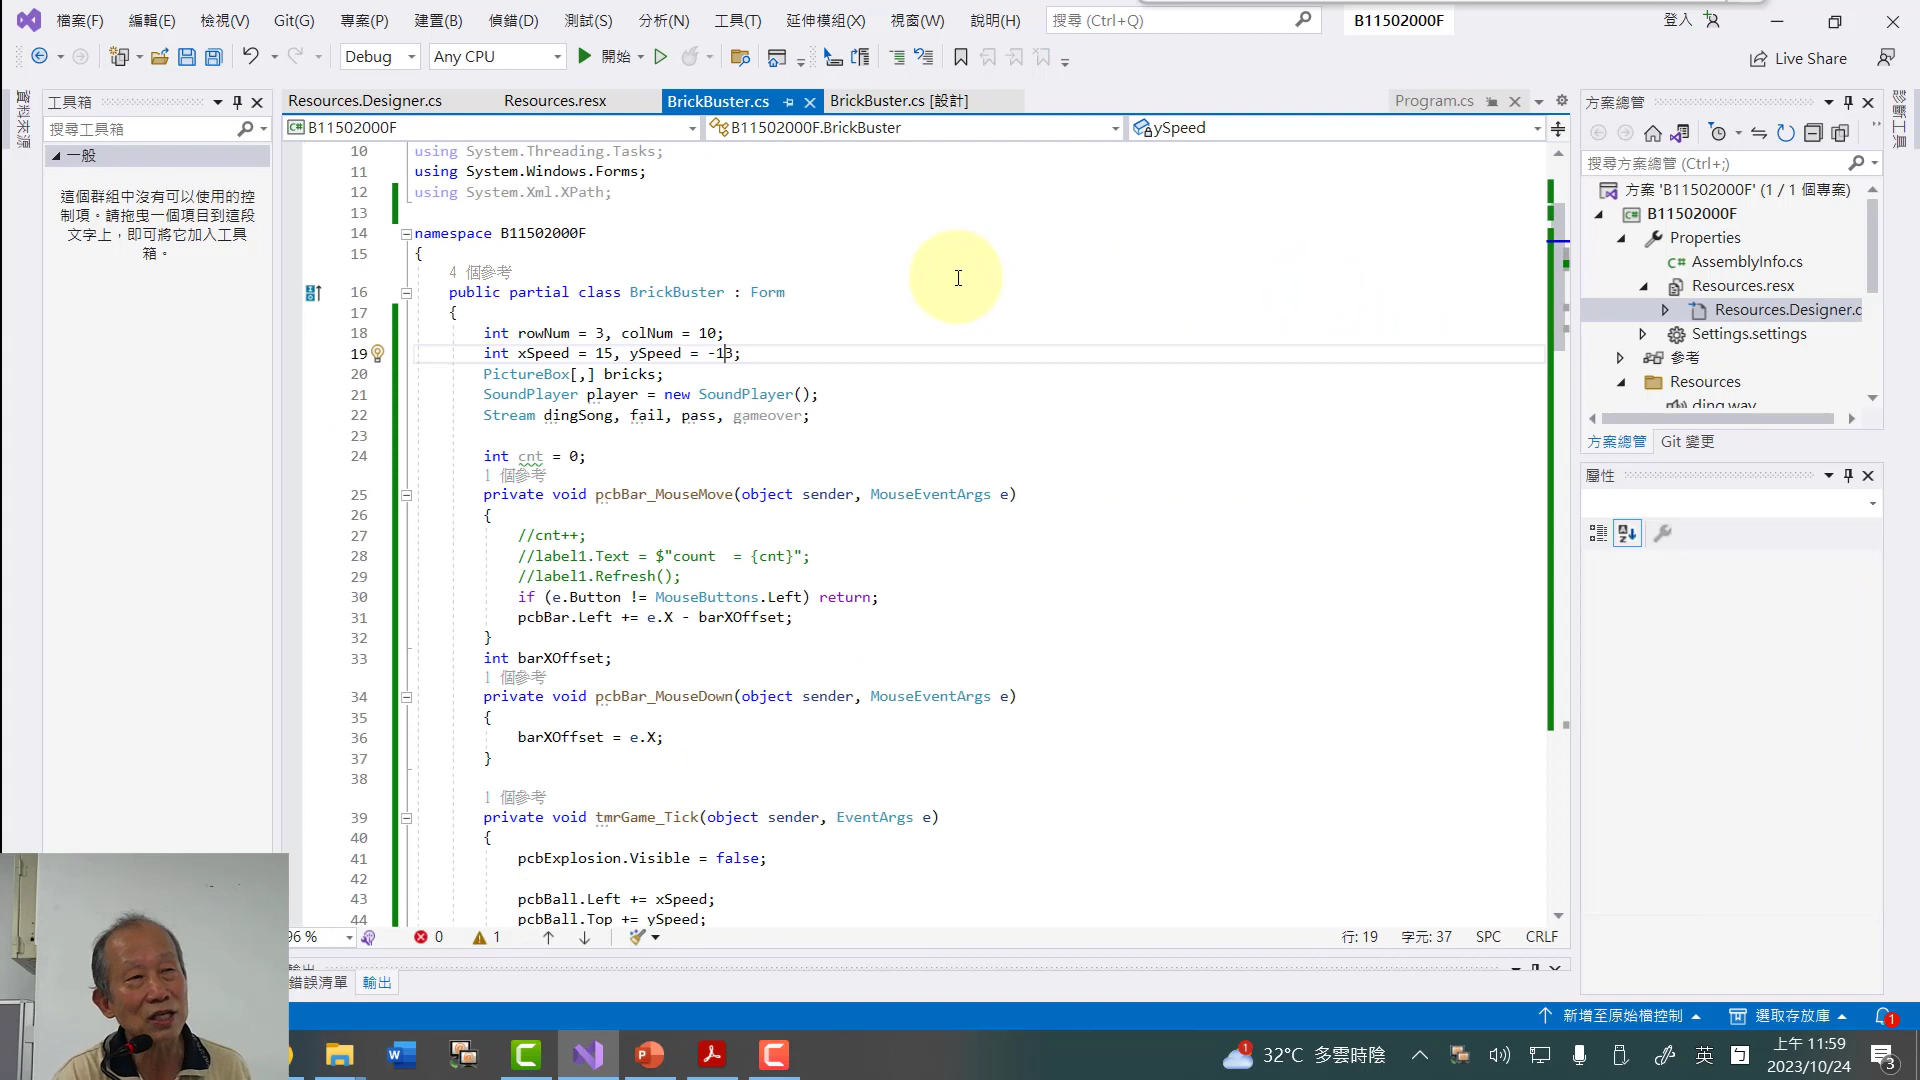 檔案(F) 編輯(E) 檢視(V) Git(G) 專案(P) 建置(B) 偵錯(D) 測試(S) 分析(N) 工具(T) 延伸模組(X) 視窗(W) 說明(H) 搜尋 (Ctrl+Q) B11502000F 登入
Debug Any CPU 開始 Live Share
資料來源
工具箱
搜尋工具箱
一般
這個群組中沒有可以使用的控
制項。請拖曳一個項目到這段
文字上，即可將它加入工具
箱。
Resources.Designer.cs Resources.resx BrickBuster.cs BrickBuster.cs [設計] Program.cs
B11502000F B11502000F.BrickBuster ySpeed
10 using System.Threading.Tasks;
11 using System.Windows.Forms;
12 using System.Xml.XPath;
13
14 namespace B11502000F
15 {
4 個參考
16 public partial class BrickBuster : Form
17 {
18 int rowNum = 3, colNum = 10;
19 int xSpeed = 15, ySpeed = -13;
20 PictureBox[,] bricks;
21 SoundPlayer player = new SoundPlayer();
22 Stream dingSong, fail, pass, gameover;
23
24 int cnt = 0;
1 個參考
25 private void pcbBar_MouseMove(object sender, MouseEventArgs e)
26 {
27 //cnt++;
28 //label1.Text = $"count  = {cnt}";
29 //label1.Refresh();
30 if (e.Button != MouseButtons.Left) return;
31 pcbBar.Left += e.X - barXOffset;
32 }
33 int barXOffset;
1 個參考
34 private void pcbBar_MouseDown(object sender, MouseEventArgs e)
35 {
36 barXOffset = e.X;
37 }
38
1 個參考
39 private void tmrGame_Tick(object sender, EventArgs e)
40 {
41 pcbExplosion.Visible = false;
42
43 pcbBall.Left += xSpeed;
44 pcbBall.Top += ySpeed;
96 % 0 1 行: 19 字元: 37 SPC CRLF
輸出
錯誤清單 輸出
方案總管
搜尋方案總管 (Ctrl+;)
方案 'B11502000F' (1 / 1 個專案)
B11502000F
Properties
AssemblyInfo.cs
Resources.resx
Resources.Designer.c
Settings.settings
參考
Resources
ding.wav
方案總管 Git 變更
屬性
診斷工具
新增至原始檔控制 選取存放庫 1
1 32°C 多雲時陰 英 上午 11:59
2023/10/24 3